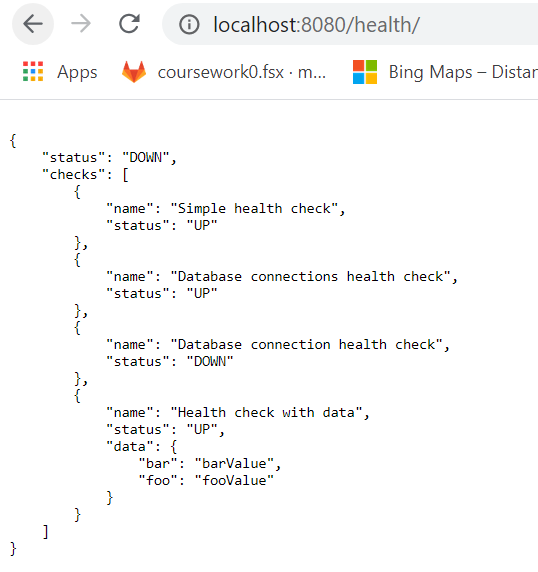 localhost:8080/health/
Apps coursework0.fsx · m... Bing Maps – Distan
{
    "status": "DOWN",
    "checks": [
        {
            "name": "Simple health check",
            "status": "UP"
        },
        {
            "name": "Database connections health check",
            "status": "UP"
        },
        {
            "name": "Database connection health check",
            "status": "DOWN"
        },
        {
            "name": "Health check with data",
            "status": "UP",
            "data": {
                "bar": "barValue",
                "foo": "fooValue"
            }
        }
    ]
}